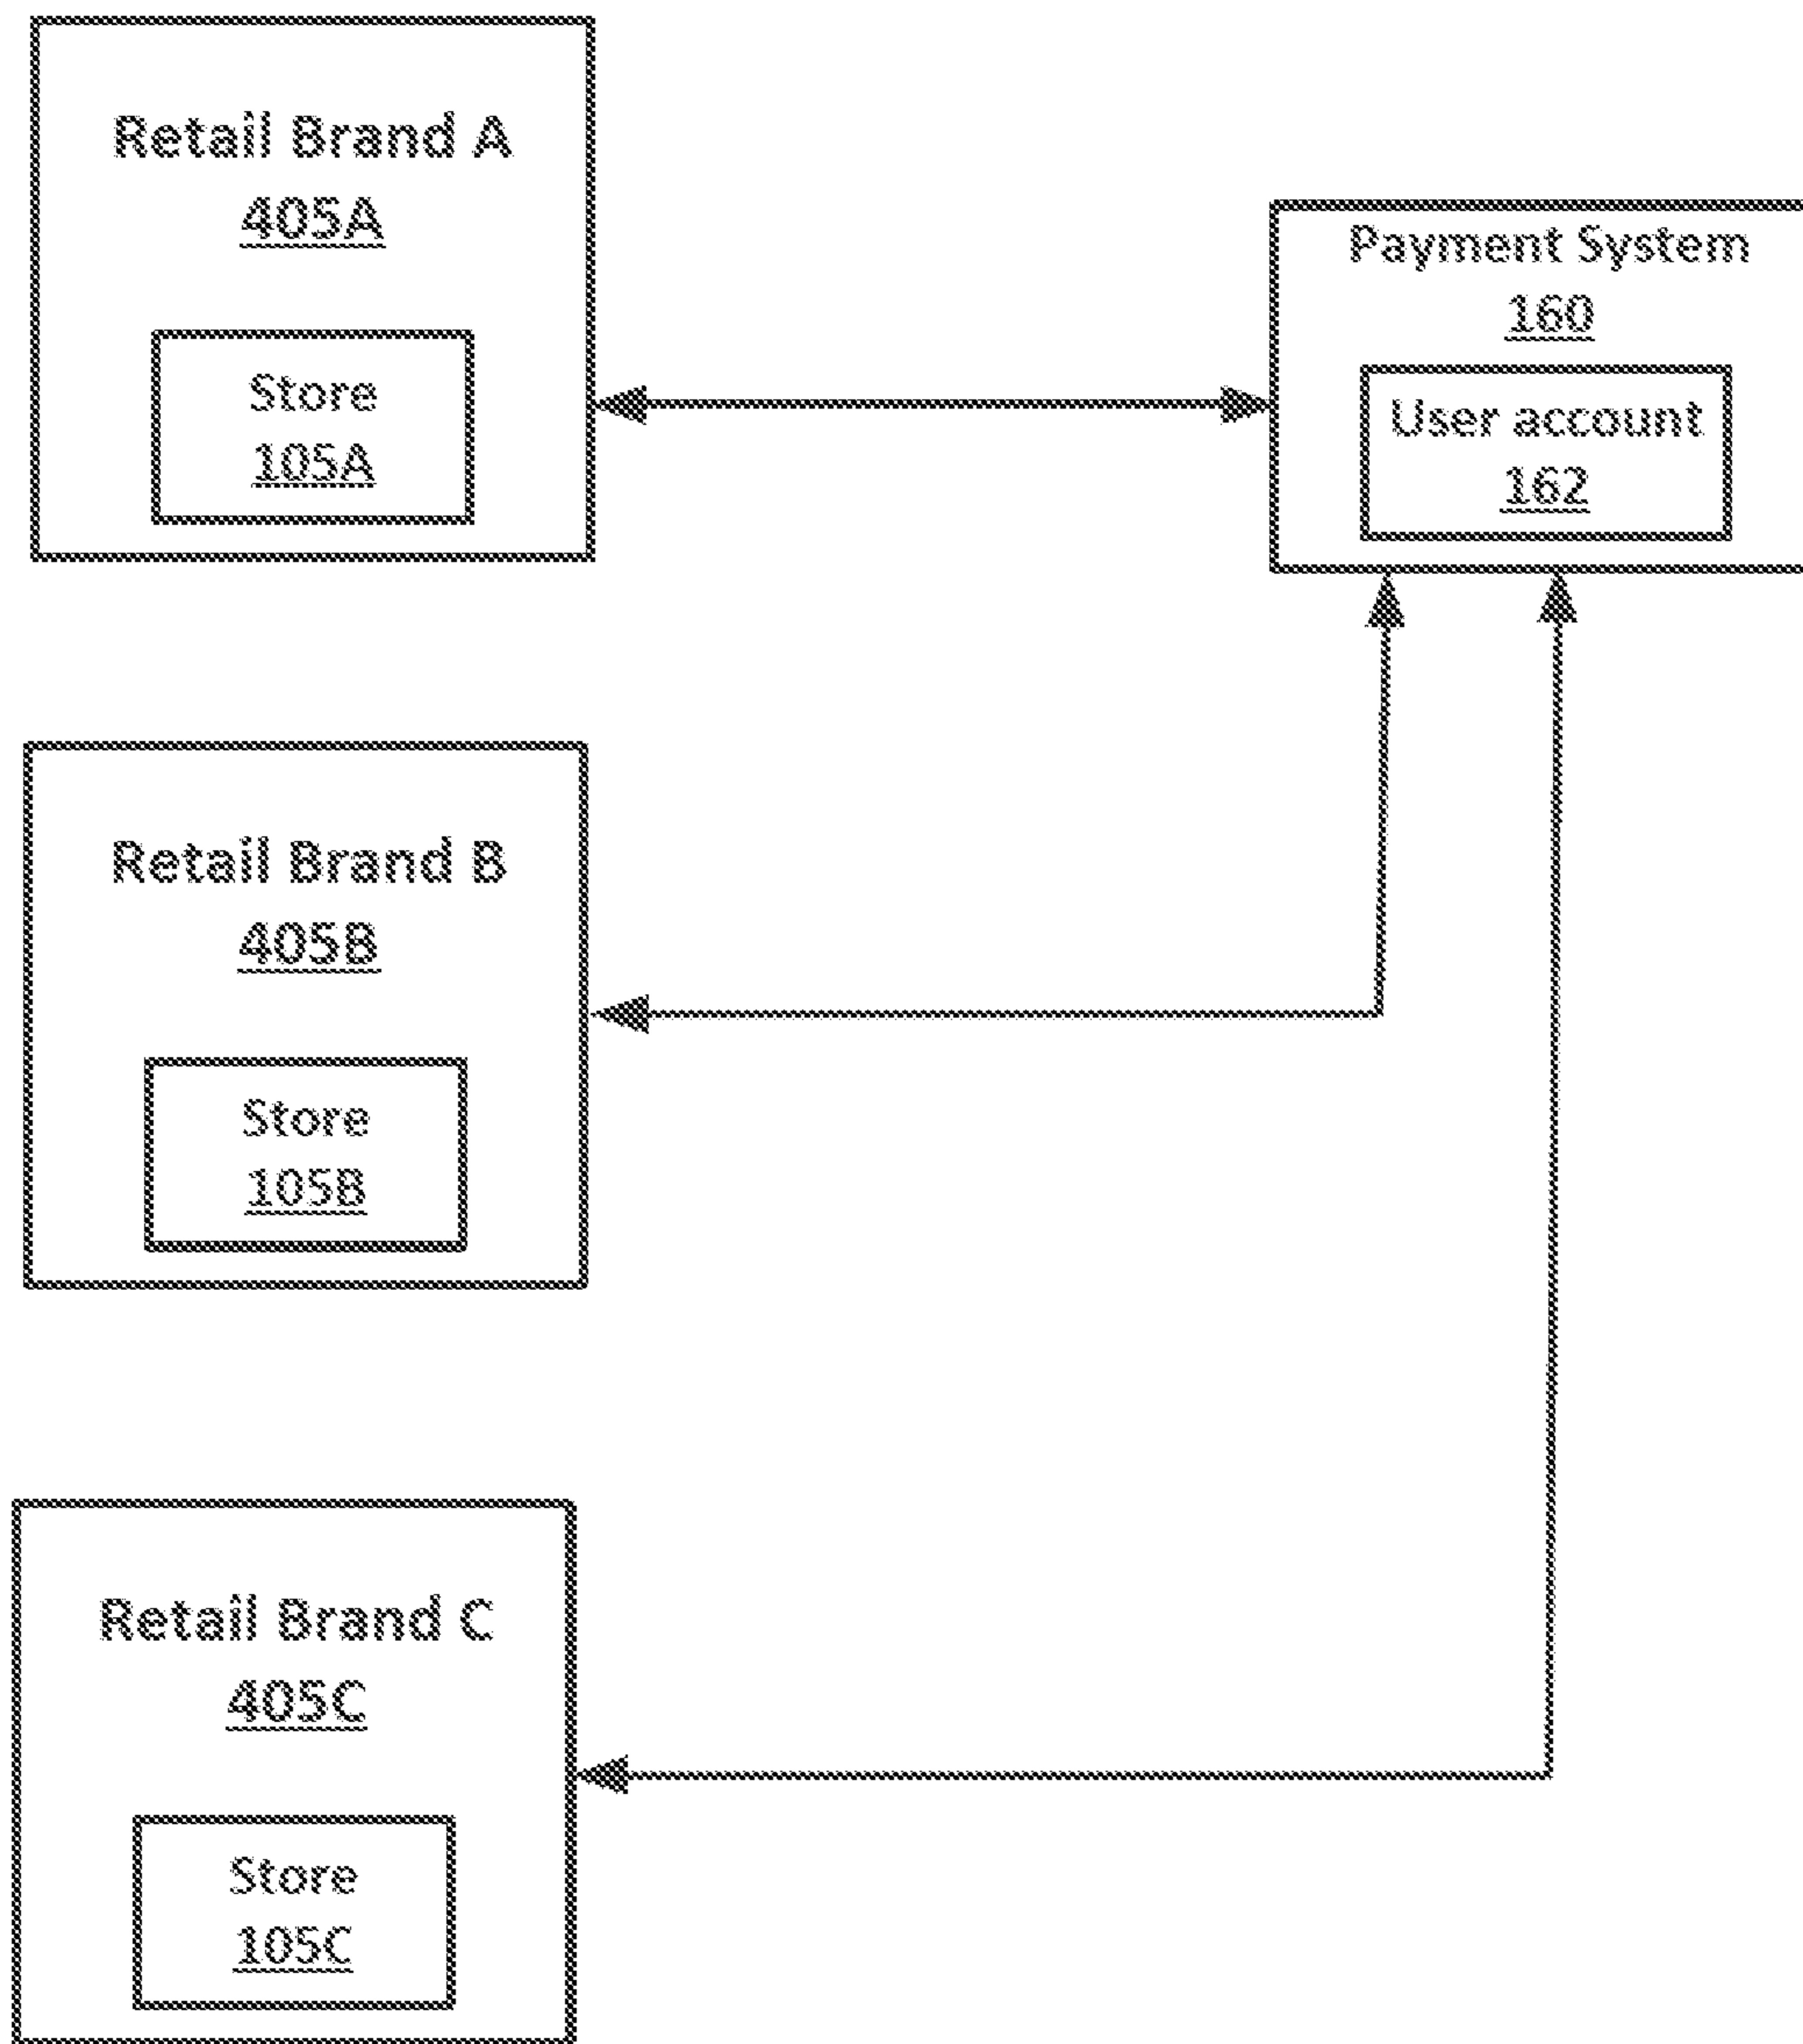 Retail Brand A
405A
Store
105A
Payment System
160
User account
162
Retail Brand B
405B
Store
105B
Retail Brand C
405C
Store
105C